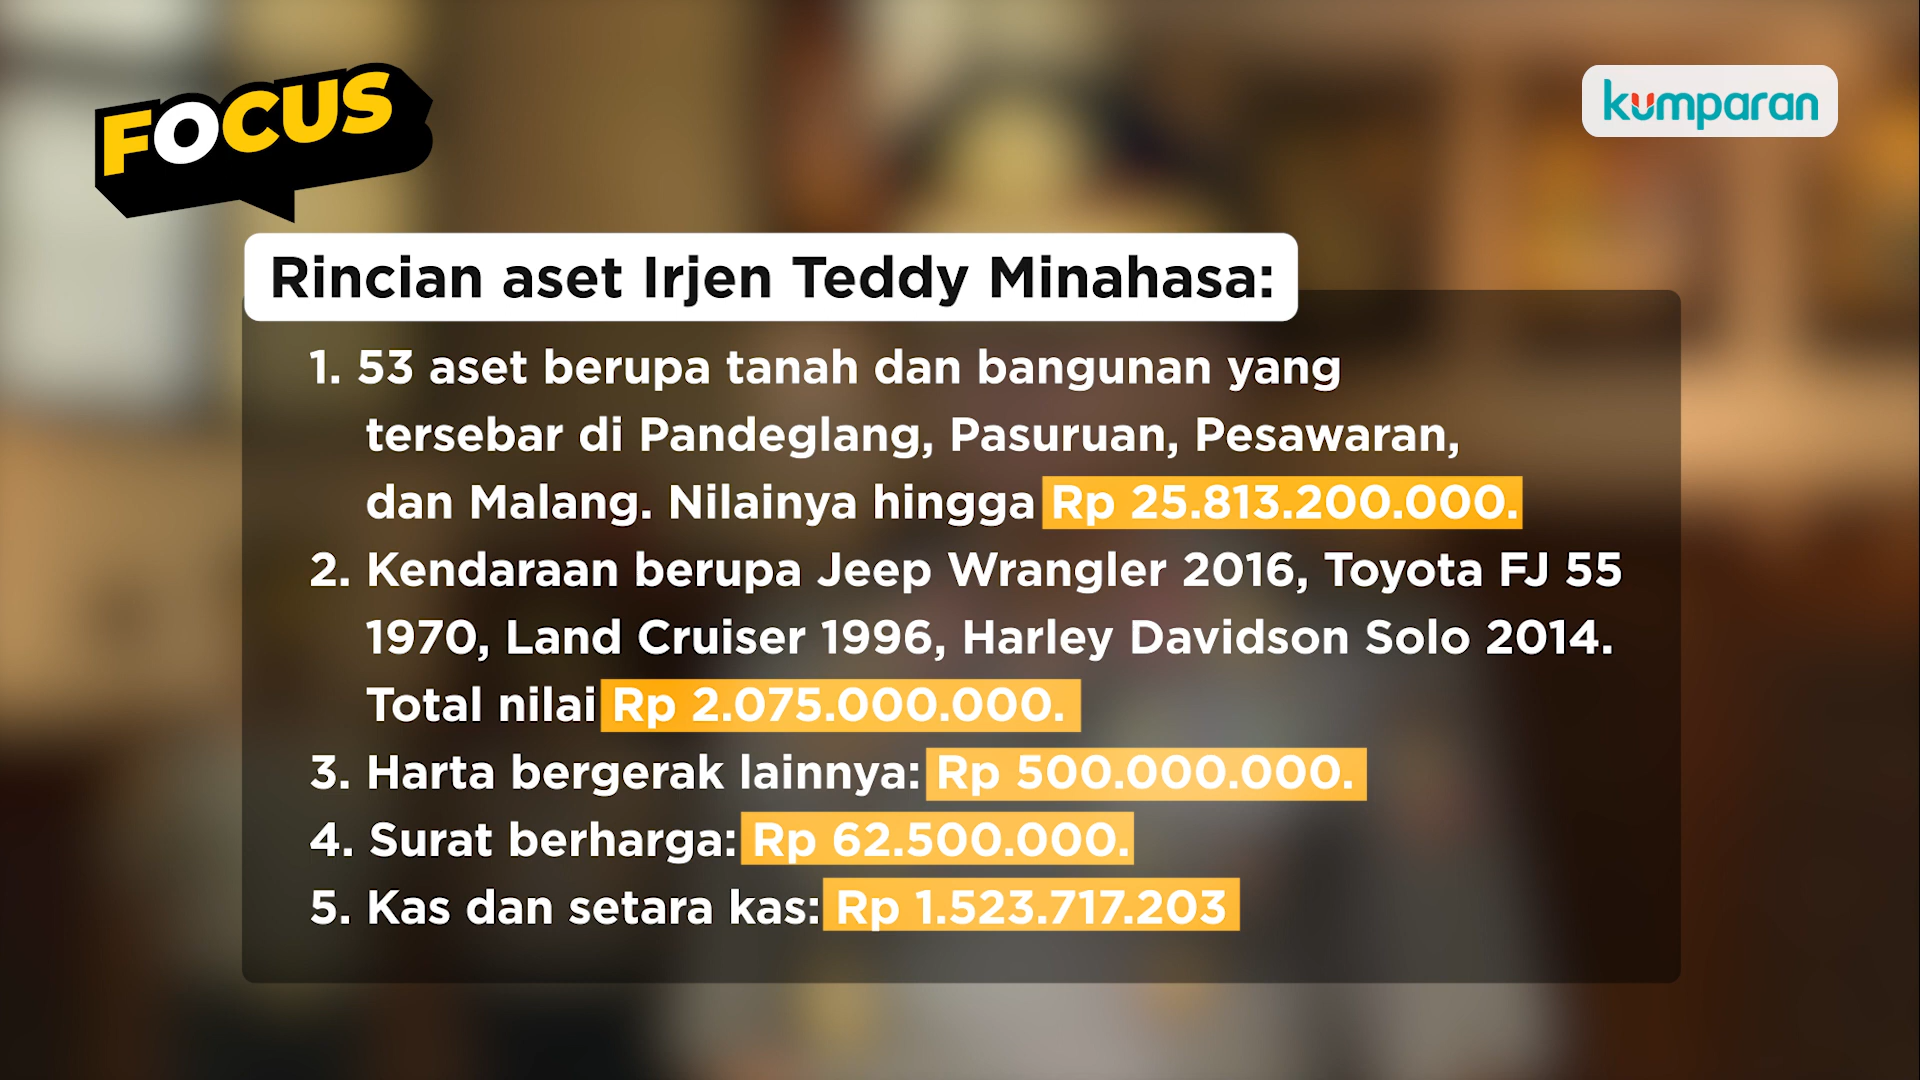 FOCUS
kumparan
Rincian aset Irjen Teddy Minahasa:
1. 53 aset berupa tanah dan bangunan yang
tersebar di Pandeglang, Pasuruan, Pesawaran,
dan Malang. Nilainya hingga Rp 25.813.200.000.
2. Kendaraan berupa Jeep Wrangler 2016, Toyota FJ 55
1970, Land Cruiser 1996, Harley Davidson Solo 2014.
Total nilai Rp 2.075.000.000.
3. Harta bergerak lainnya: Rp 500.000.000.
4. Surat berharga: Rp 62.500.000.
5. Kas dan setara kas: Rp 1.523.717.203